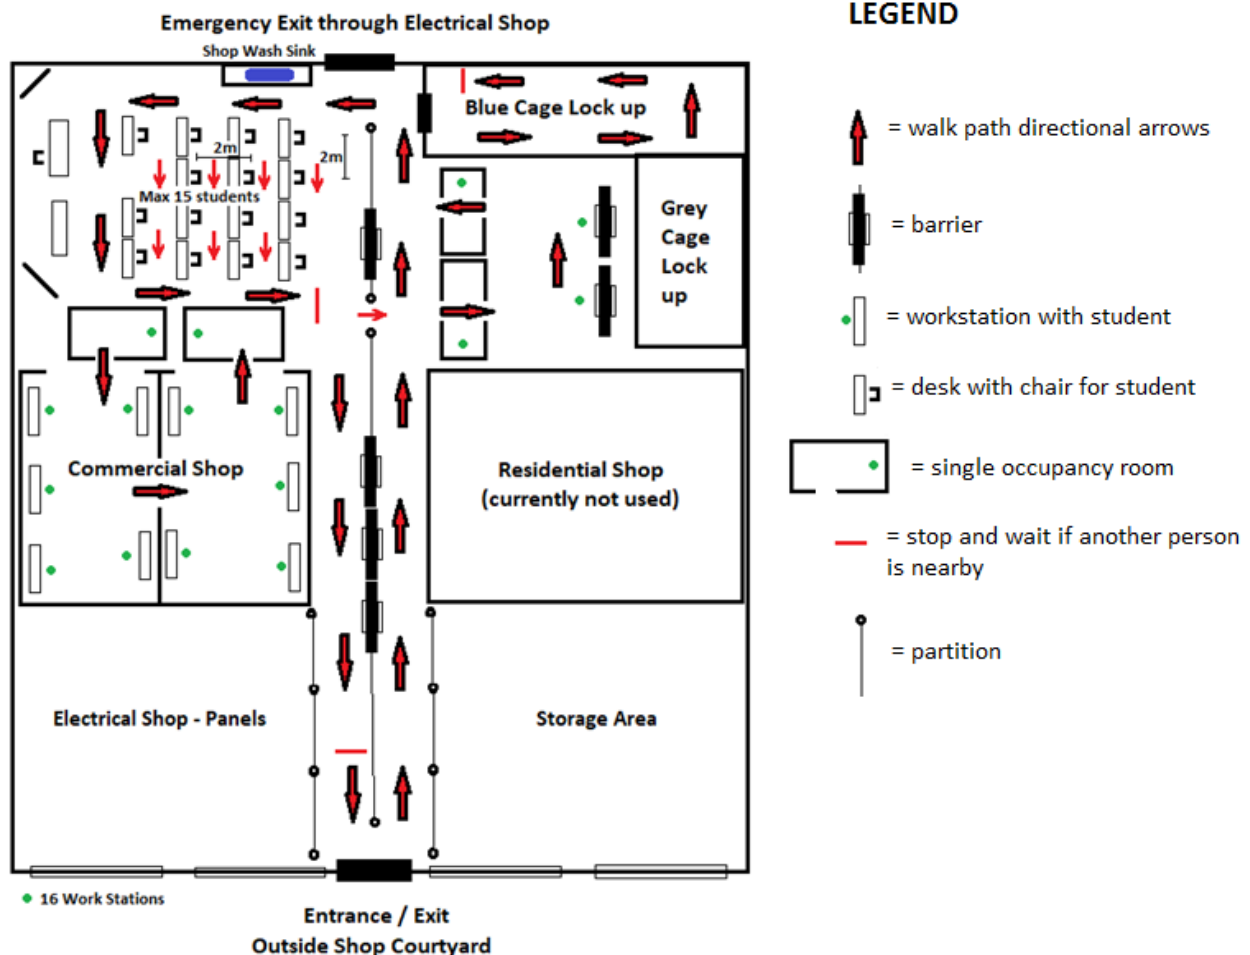 Emergency Exit through Electrical Shop
Shop Wash Sink
Blue Cage Lock up
2m
2m
Max 15 students
Grey
Cage
Lock
up
Commercial Shop
Residential Shop
(currently not used)
Electrical Shop - Panels
Storage Area
16 Work Stations
Entrance / Exit
Outside Shop Courtyard
LEGEND
= walk path directional arrows
= barrier
= workstation with student
= desk with chair for student
= single occupancy room
= stop and wait if another person
is nearby
= partition